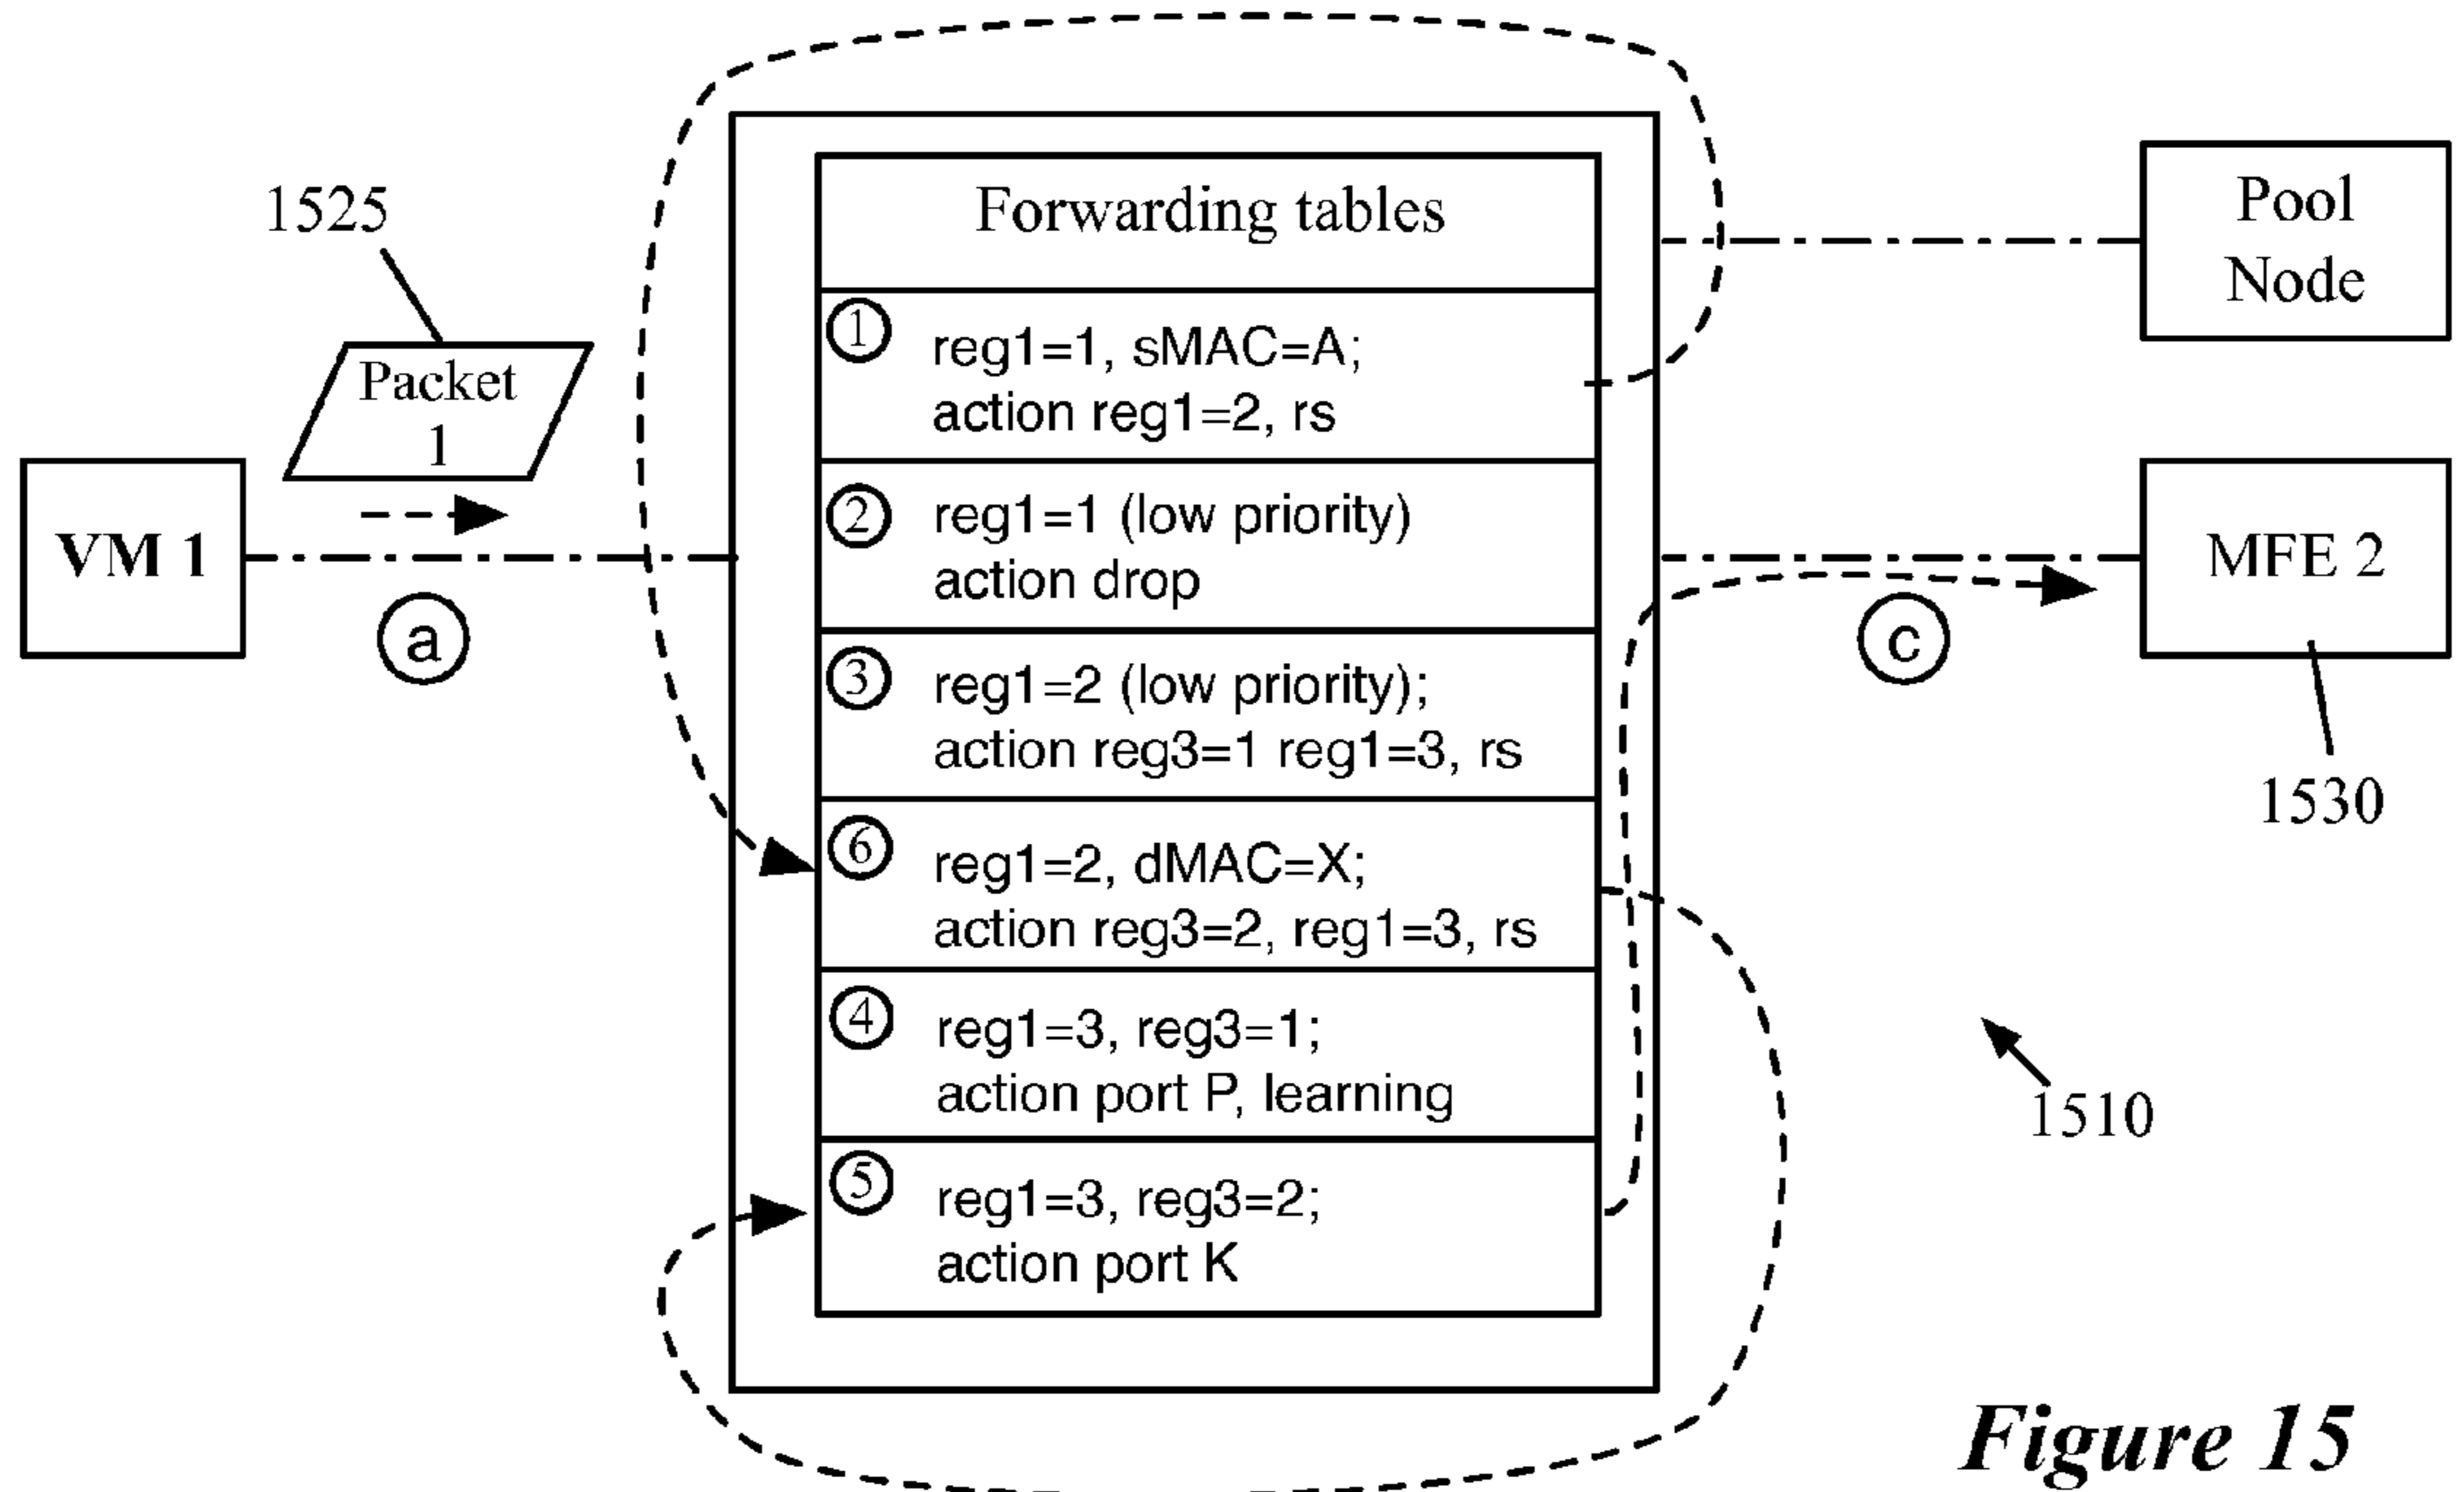 1525
Packet
1
VM 1
a
Forwarding tables
1 reg1=1, sMAC=A;
action reg1=2, rs
2 reg1=1 (low priority)
action drop
3 reg1=2 (low priority);
action reg3=1 reg1=3, rs
6 reg1=2, dMAC=X;
action reg3=2, reg1=3, rs
4 reg1=3, reg3=1;
action port P, learning
5 reg1=3, reg3=2;
action port K
Pool
Node
MFE 2
c
1530
1510
Figure 15